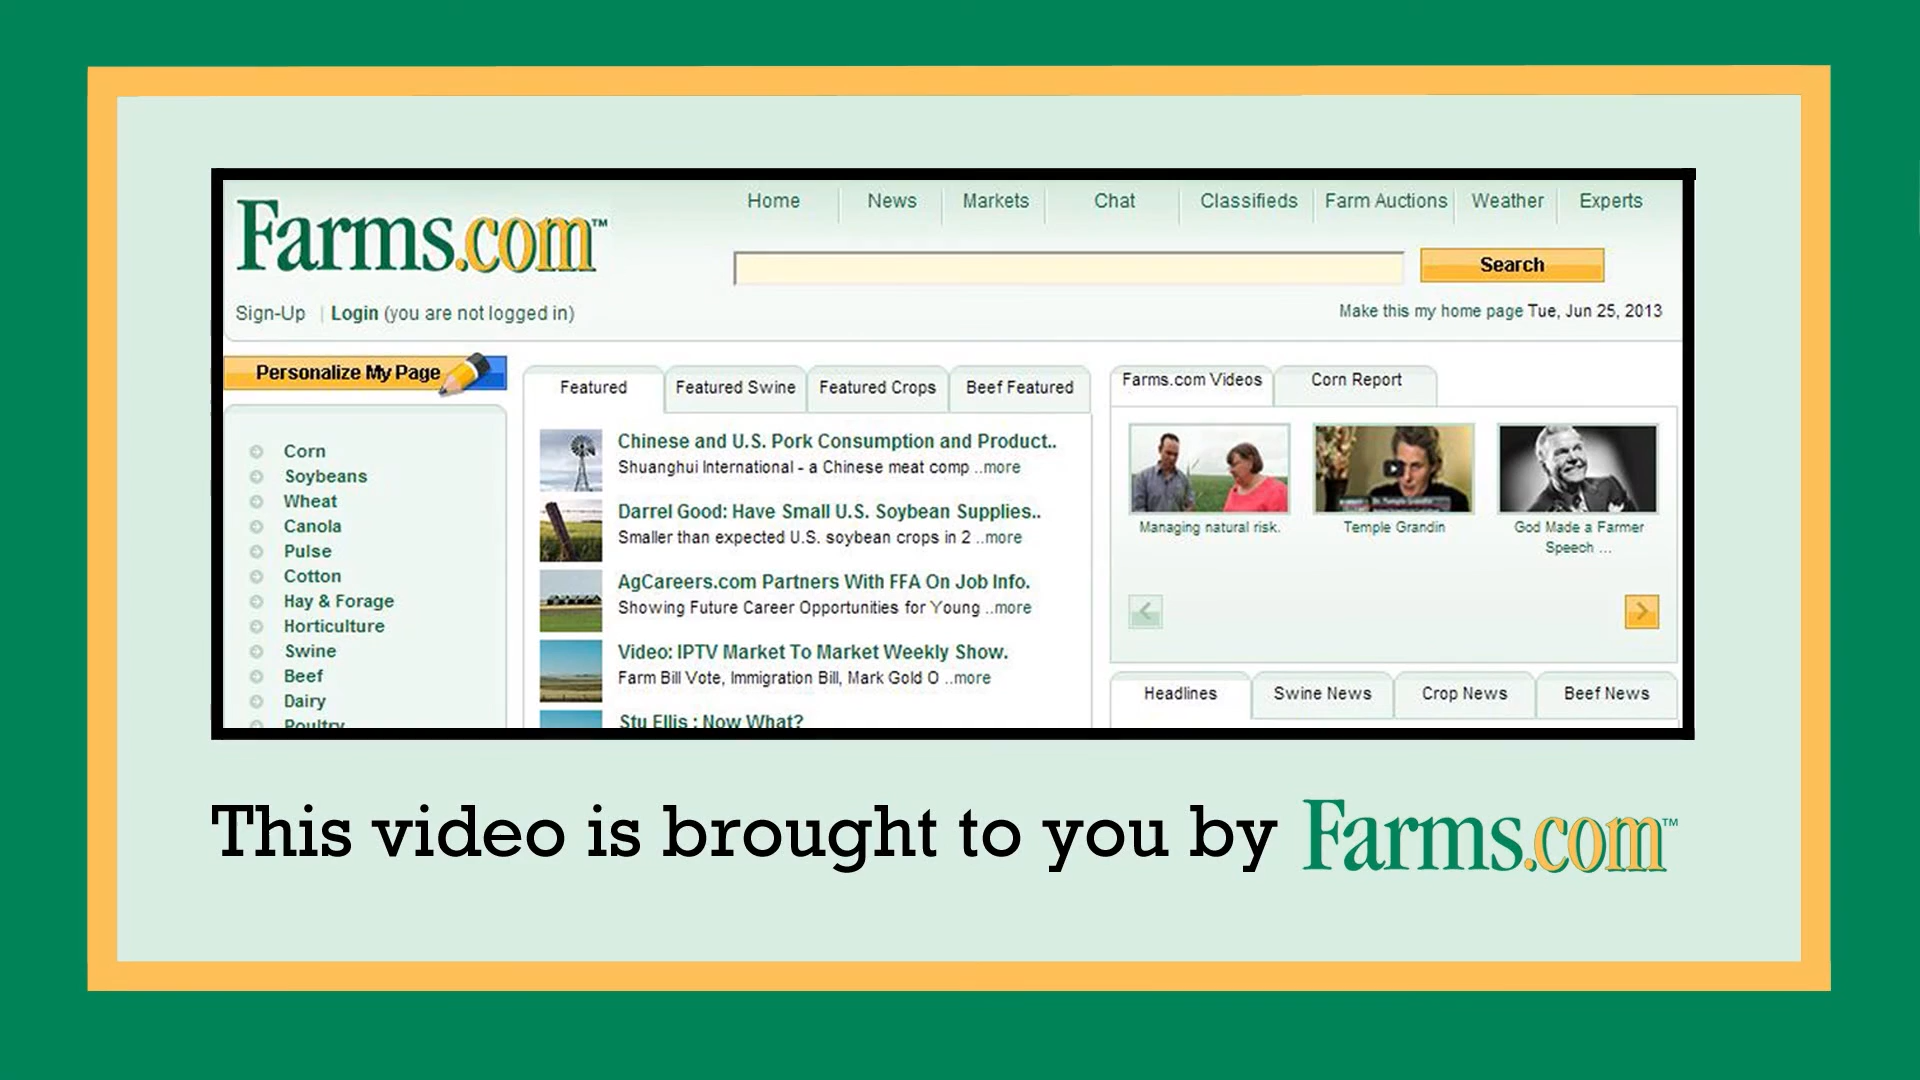 Farms.com™
Home News Markets Chat Classifieds Farm Auctions Weather Experts
Search
Sign-Up | Login (you are not logged in)
Make this my home page Tue, Jun 25, 2013
Personalize My Page
Corn
Soybeans
Wheat
Canola
Pulse
Cotton
Hay & Forage
Horticulture
Swine
Beef
Dairy
Poultry
Featured Featured Swine Featured Crops Beef Featured
Chinese and U.S. Pork Consumption and Product..
Shuanghui International - a Chinese meat comp ..more
Darrel Good: Have Small U.S. Soybean Supplies..
Smaller than expected U.S. soybean crops in 2 ..more
AgCareers.com Partners With FFA On Job Info.
Showing Future Career Opportunities for Young ..more
Video: IPTV Market To Market Weekly Show.
Farm Bill Vote, Immigration Bill, Mark Gold O ..more
Stu Ellis : Now What?
Farms.com Videos Corn Report
Managing natural risk.
Temple Grandin
God Made a Farmer
Speech ...
Headlines Swine News Crop News Beef News
This video is brought to you by Farms.com™